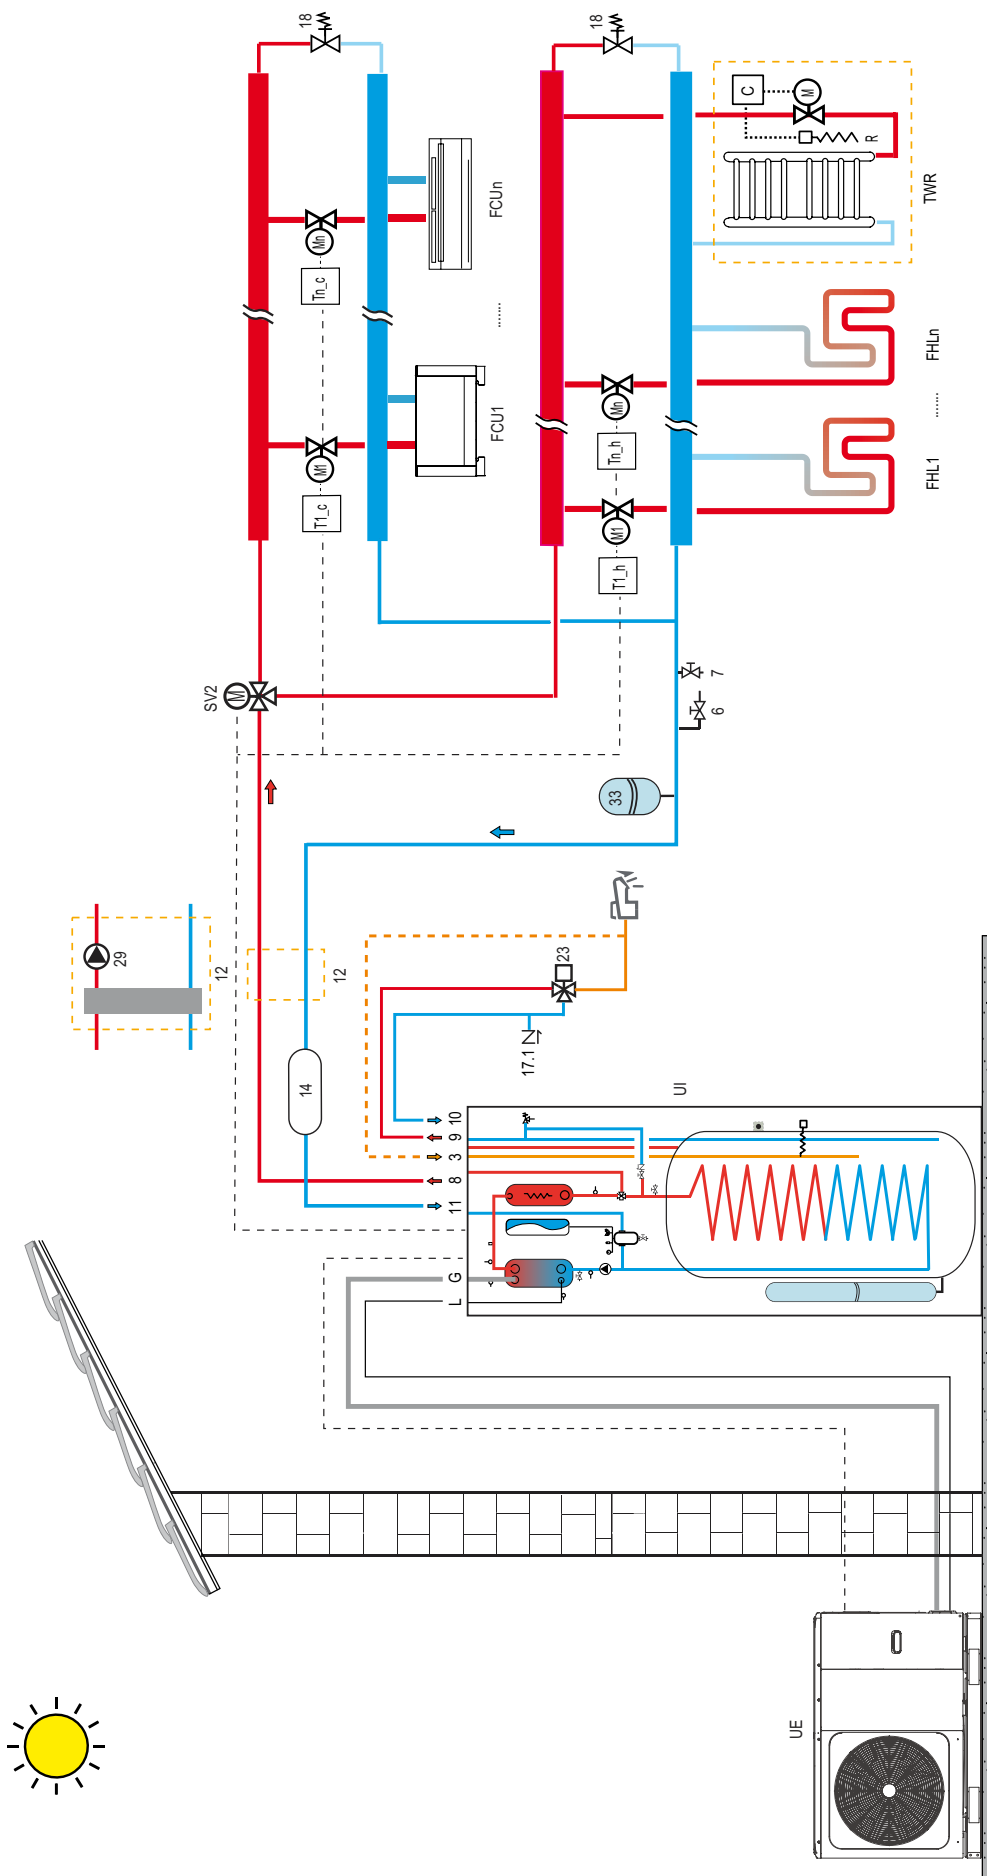 18
18
C
M
R
TWR
FCUn
Mn
Tn_c
........
FHLn
FCU1
M1
T1_c
Mn
Tn_h
........
FHL1
M1
T1_h
SV2
M
7
6
33
29
12
12
23
17.1
14
10
9
3
8
11
G
L
UI
UE